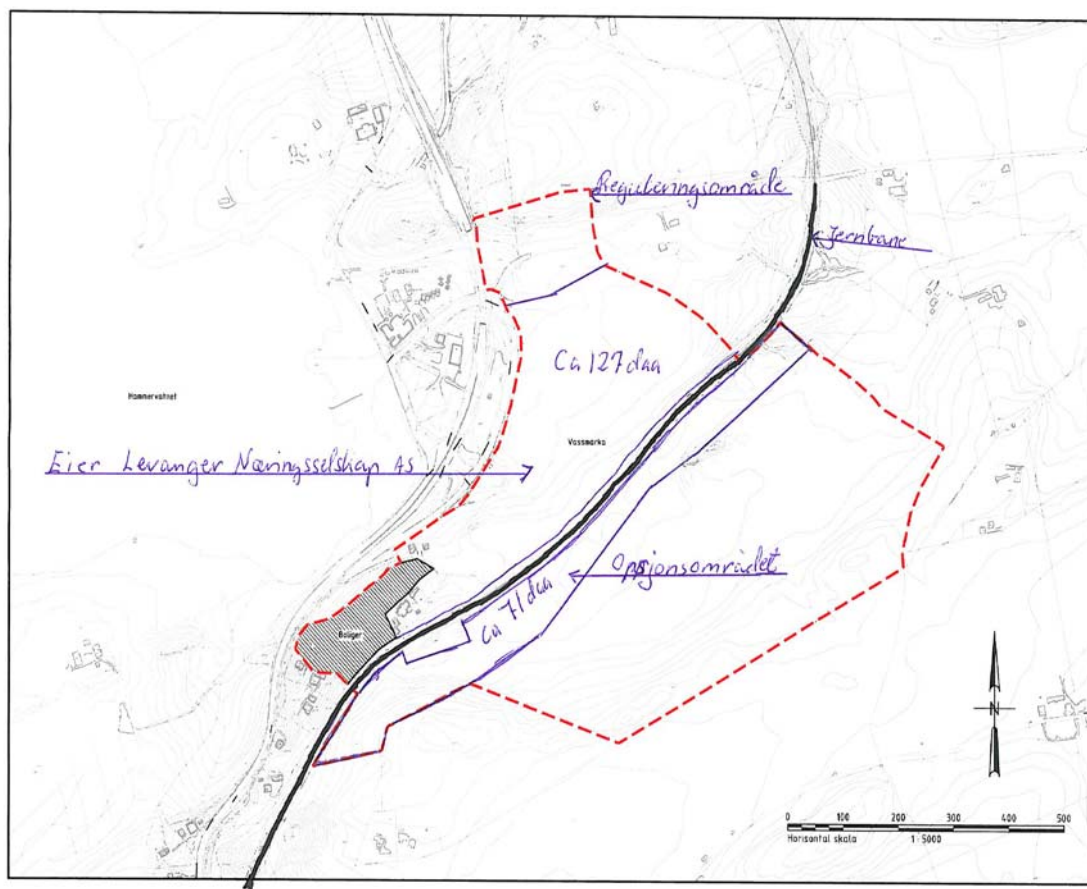 Reguleringsområde
Jernbane
Ca 127 daa
Hammervatnet
Vassmarka
Eier Levanger Næringsselskap AS
Opsjonsområdet
Ca 71 daa
Boliger
N
0 100 200 300 400 500
Horisontal skala 1:5000